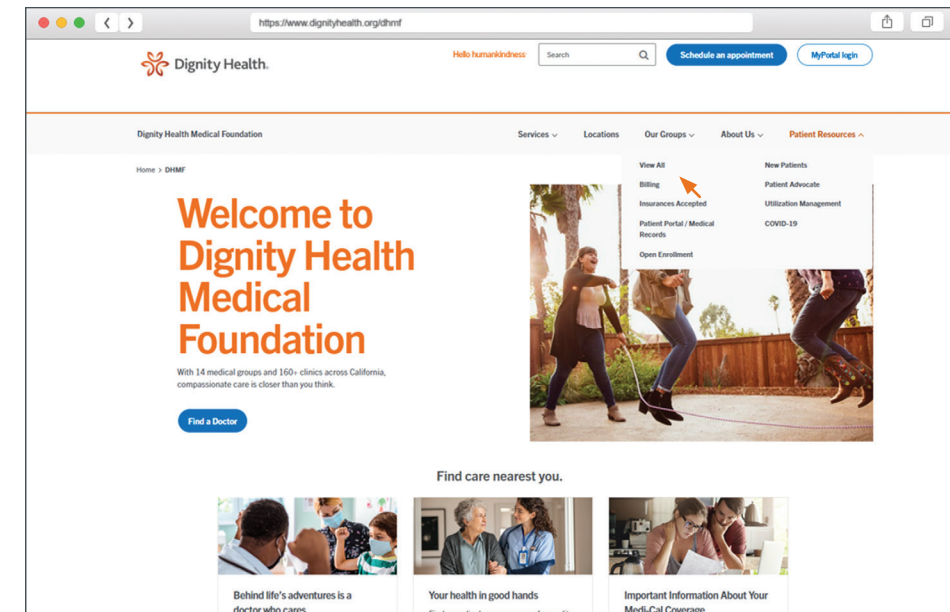 https://www.dignityhealth.org/dhmf
Dignity Health.
Hello humankindness
Search
Schedule an appointment
MyPortal login
Dignity Health Medical Foundation
Services
Locations
Our Groups
About Us
Patient Resources
Home > DHMF
View All
Billing
Insurances Accepted
Patient Portal / Medical
Records
Open Enrollment
New Patients
Patient Advocate
Utilization Management
COVID-19
Welcome to
Dignity Health
Medical
Foundation
With 14 medical groups and 160+ clinics across California,
compassionate care is closer than you think.
Find a Doctor
Find care nearest you.
Behind life's adventures is a
doctor who cares
Your health in good hands
Important Information About Your
Medi-Cal Coverage